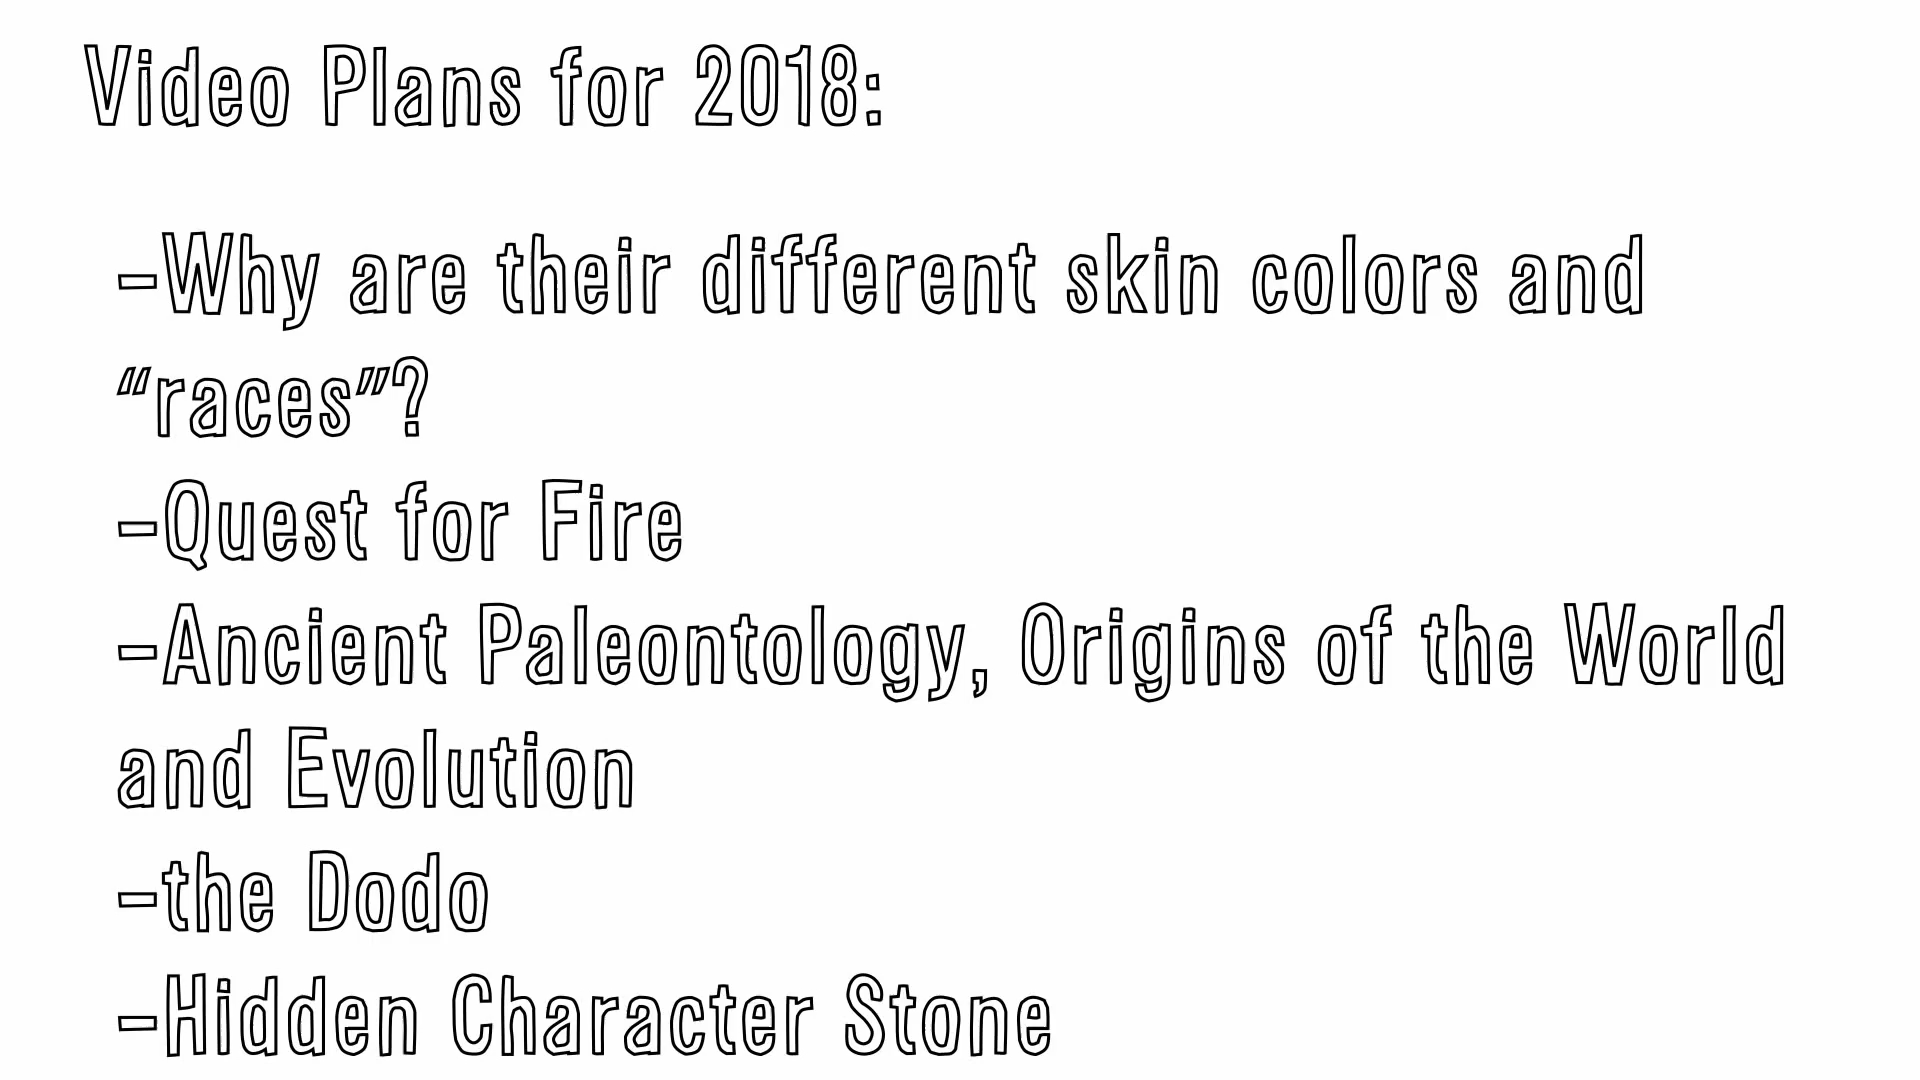 Video Plans for 2018:
-Why are their different skin colors and
“races”?
-Quest for Fire
-Ancient Paleontology, Origins of the World
and Evolution
-the Dodo
-Hidden Character Stone